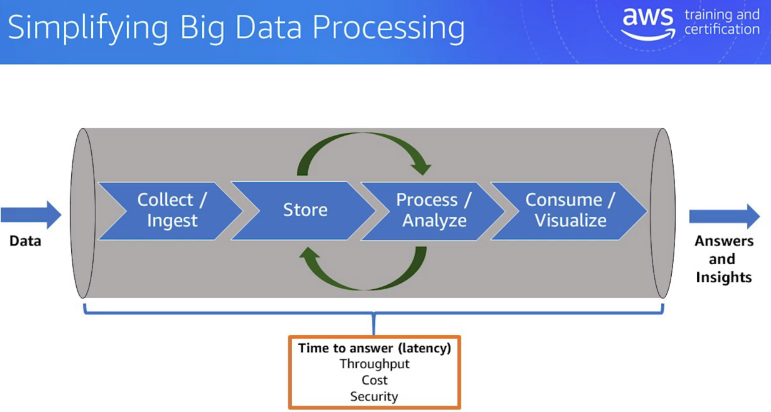 Simplifying Big Data Processing
aws
training and
certification
Collect /
Ingest
Store
Process /
Analyze
Consume /
Visualize
Data
Answers
and
Insights
Time to answer (latency)
Throughput
Cost
Security